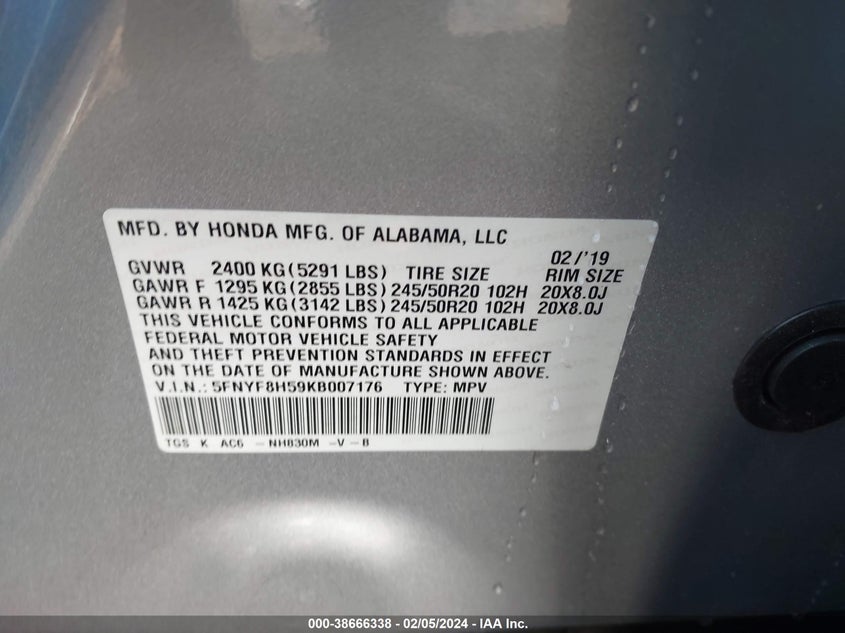 MFD. BY HONDA MFG. OF ALABAMA, LLC
02/'19
GVWR 2400 KG(5291 LBS) TIRE SIZE RIM SIZE
GAWR F 1295 KG(2855 LBS)245/50R20 102H 20X8.0J
GAWR R 1425 KG(3142 LBS)245/50R20 102H 20X8.0J
THIS VEHICLE CONFORMS TO ALL APPLICABLE
FEDERAL MOTOR VEHICLE SAFETY
AND THEFT PREVENTION STANDARDS IN EFFECT
ON THE DATE OF MANUFACTURE SHOWN ABOVE.
V.I.N.: 5FNYF8H59KB007176 TYPE: MPV
TGS K AC6 - NH830M -V-B
000-38666338 - 02/05/2024 - IAA Inc.